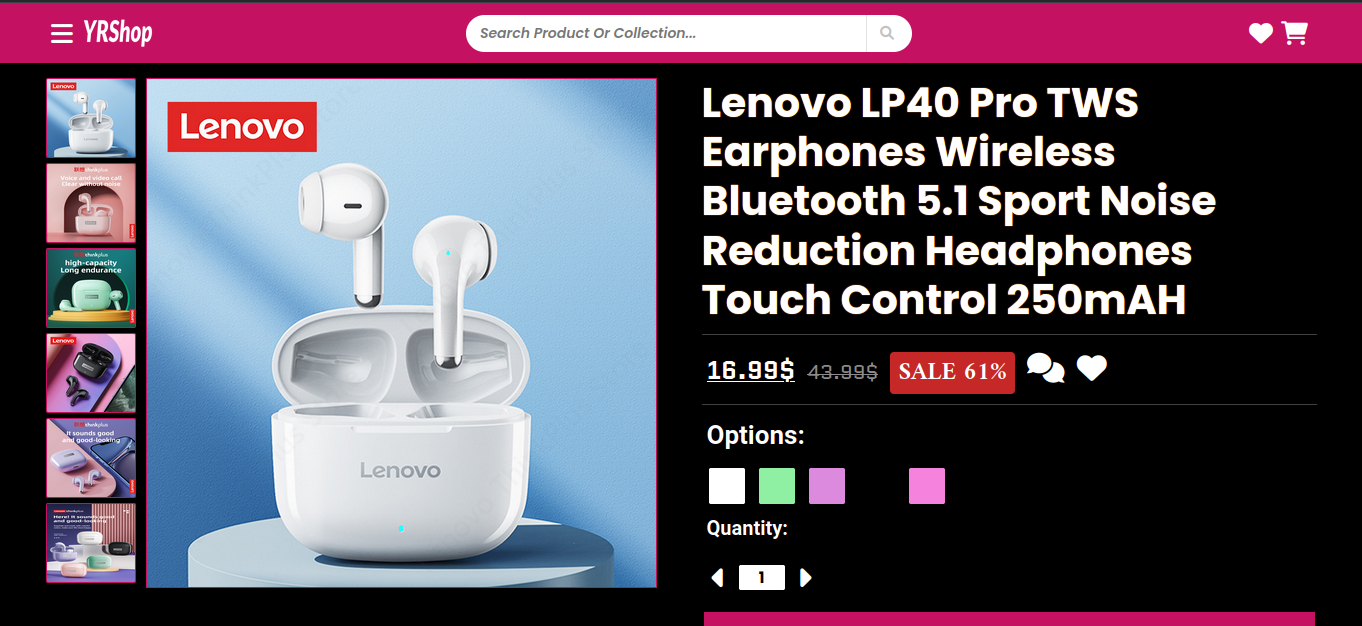 YRShop
Search Product Or Collection...
Lenovo
thinkplus
Voice and video call
Clear without noise
thinkplus
high-capacity
Long endurance
Lenovo
thinkplus
It sounds good
and good-looking
thinkplus
Here! It sounds good
and good-looking
Lenovo
Lenovo
Lenovo LP40 Pro TWS
Earphones Wireless
Bluetooth 5.1 Sport Noise
Reduction Headphones
Touch Control 250mAH
16.99$ 43.99$ SALE 61%
Options:
Quantity:
1